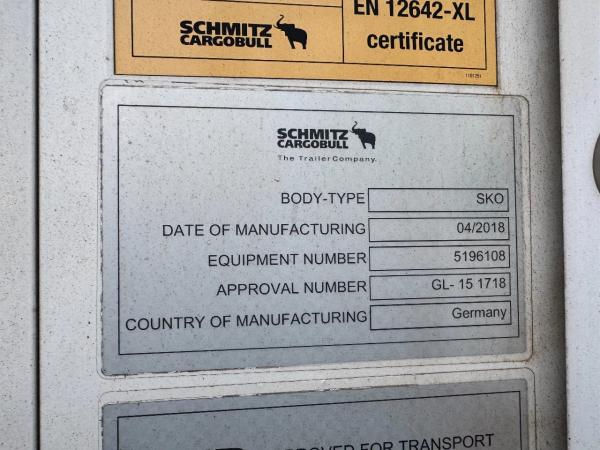 EN 12642-XL
SCHMITZ
CARGOBULL
certificate
1181251
SCHMITZ
CARGOBULL
The Trailer Company.
BODY-TYPE SKO
DATE OF MANUFACTURING 04/2018
EQUIPMENT NUMBER 5196108
APPROVAL NUMBER GL- 15 1718
COUNTRY OF MANUFACTURING Germany
FOR TRANSPORT